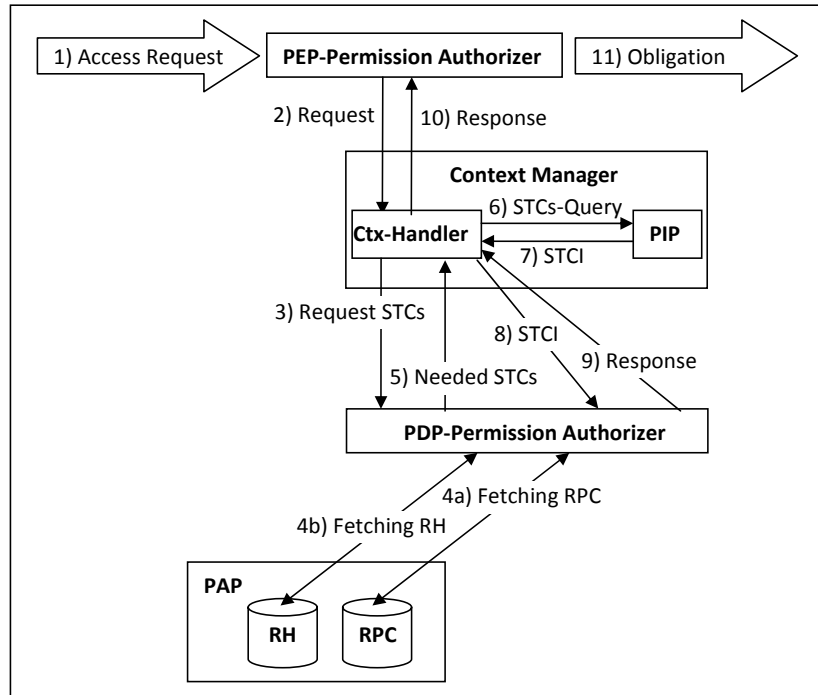 1) Access Request
PEP-Permission Authorizer
11) Obligation
2) Request
10) Response
Context Manager
6) STCs-Query
Ctx-Handler
PIP
7) STCI
3) Request STCs
8) STCI
9) Response
5) Needed STCs
PDP-Permission Authorizer
4a) Fetching RPC
4b) Fetching RH
PAP
RH
RPC